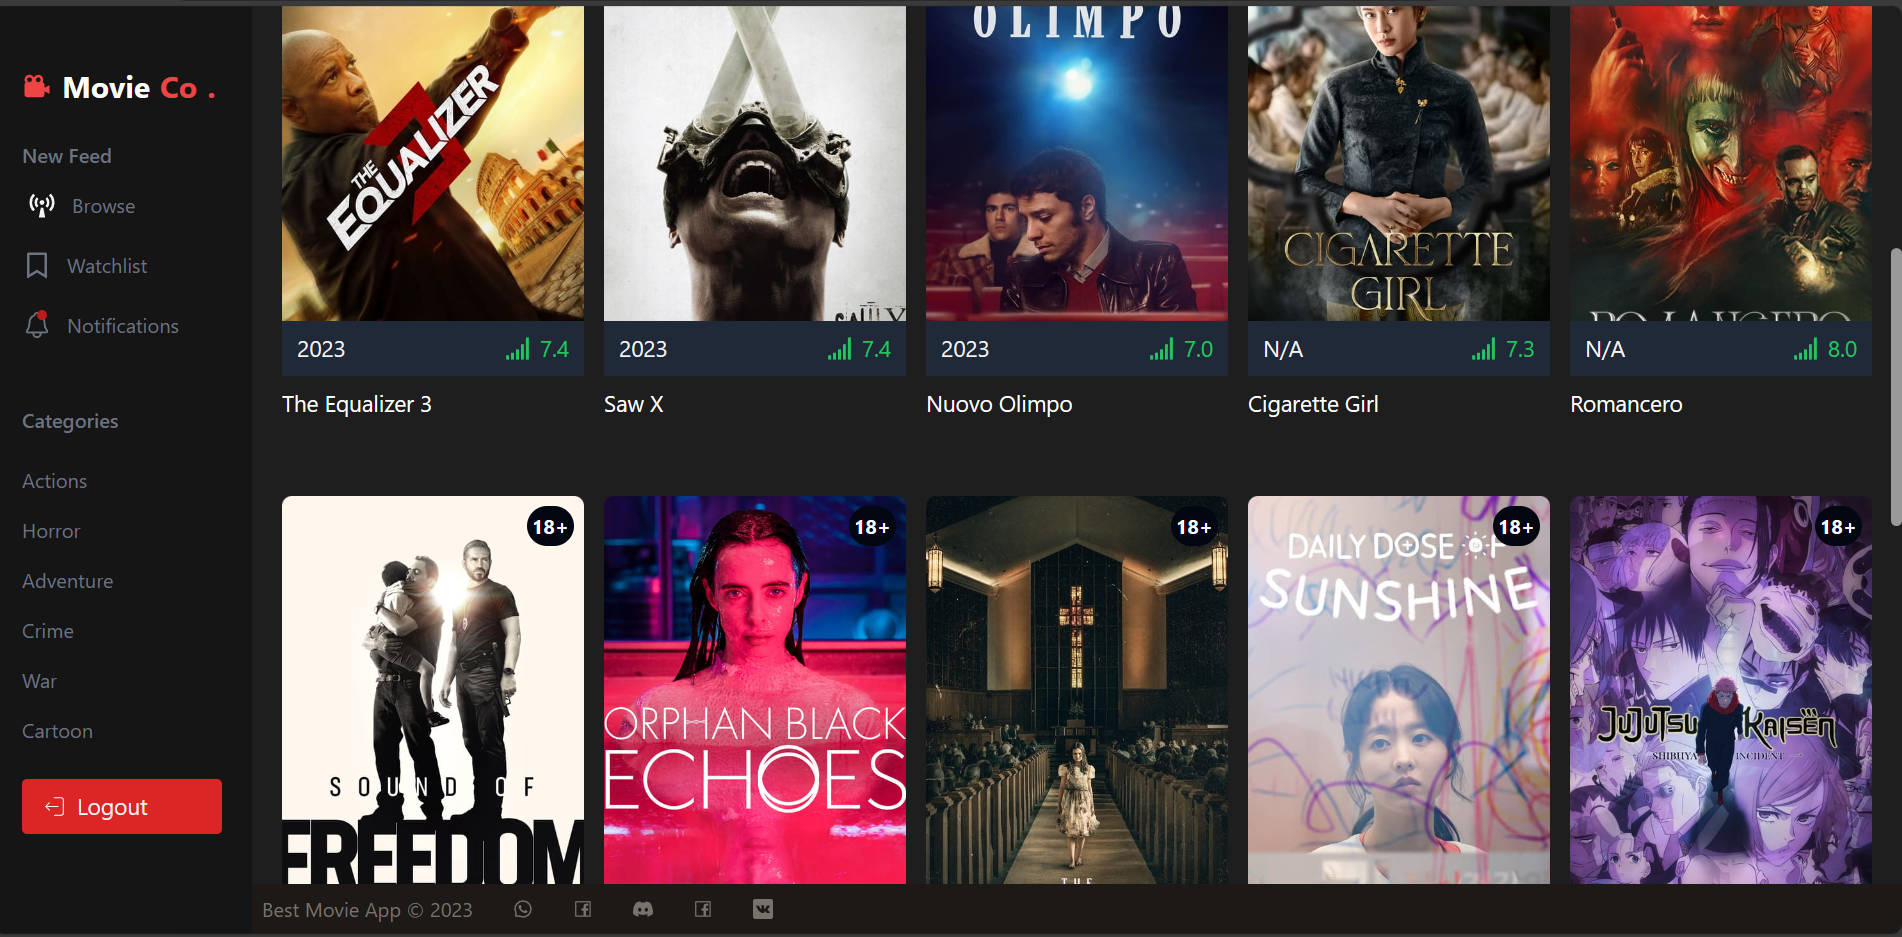 Movie Co .
New Feed
Browse
Watchlist
Notifications
Categories
Actions
Horror
Adventure
Crime
War
Cartoon
Logout
THE
EQUALIZER
3
2023 7.4
The Equalizer 3
SAW X
2023 7.4
Saw X
OLIMPO
2023 7.0
Nuovo Olimpo
CIGARETTE
GIRL
N/A 7.3
Cigarette Girl
ROMANCERO
N/A 8.0
Romancero
18+
SOUND OF
FREEDOM
18+
ORPHAN BLACK
ECHOES
18+
THE
18+
DAILY DOSE OF
SUNSHINE
18+
JUJUTSU KAISEN
SHIBUYA INCIDENT
Best Movie App © 2023